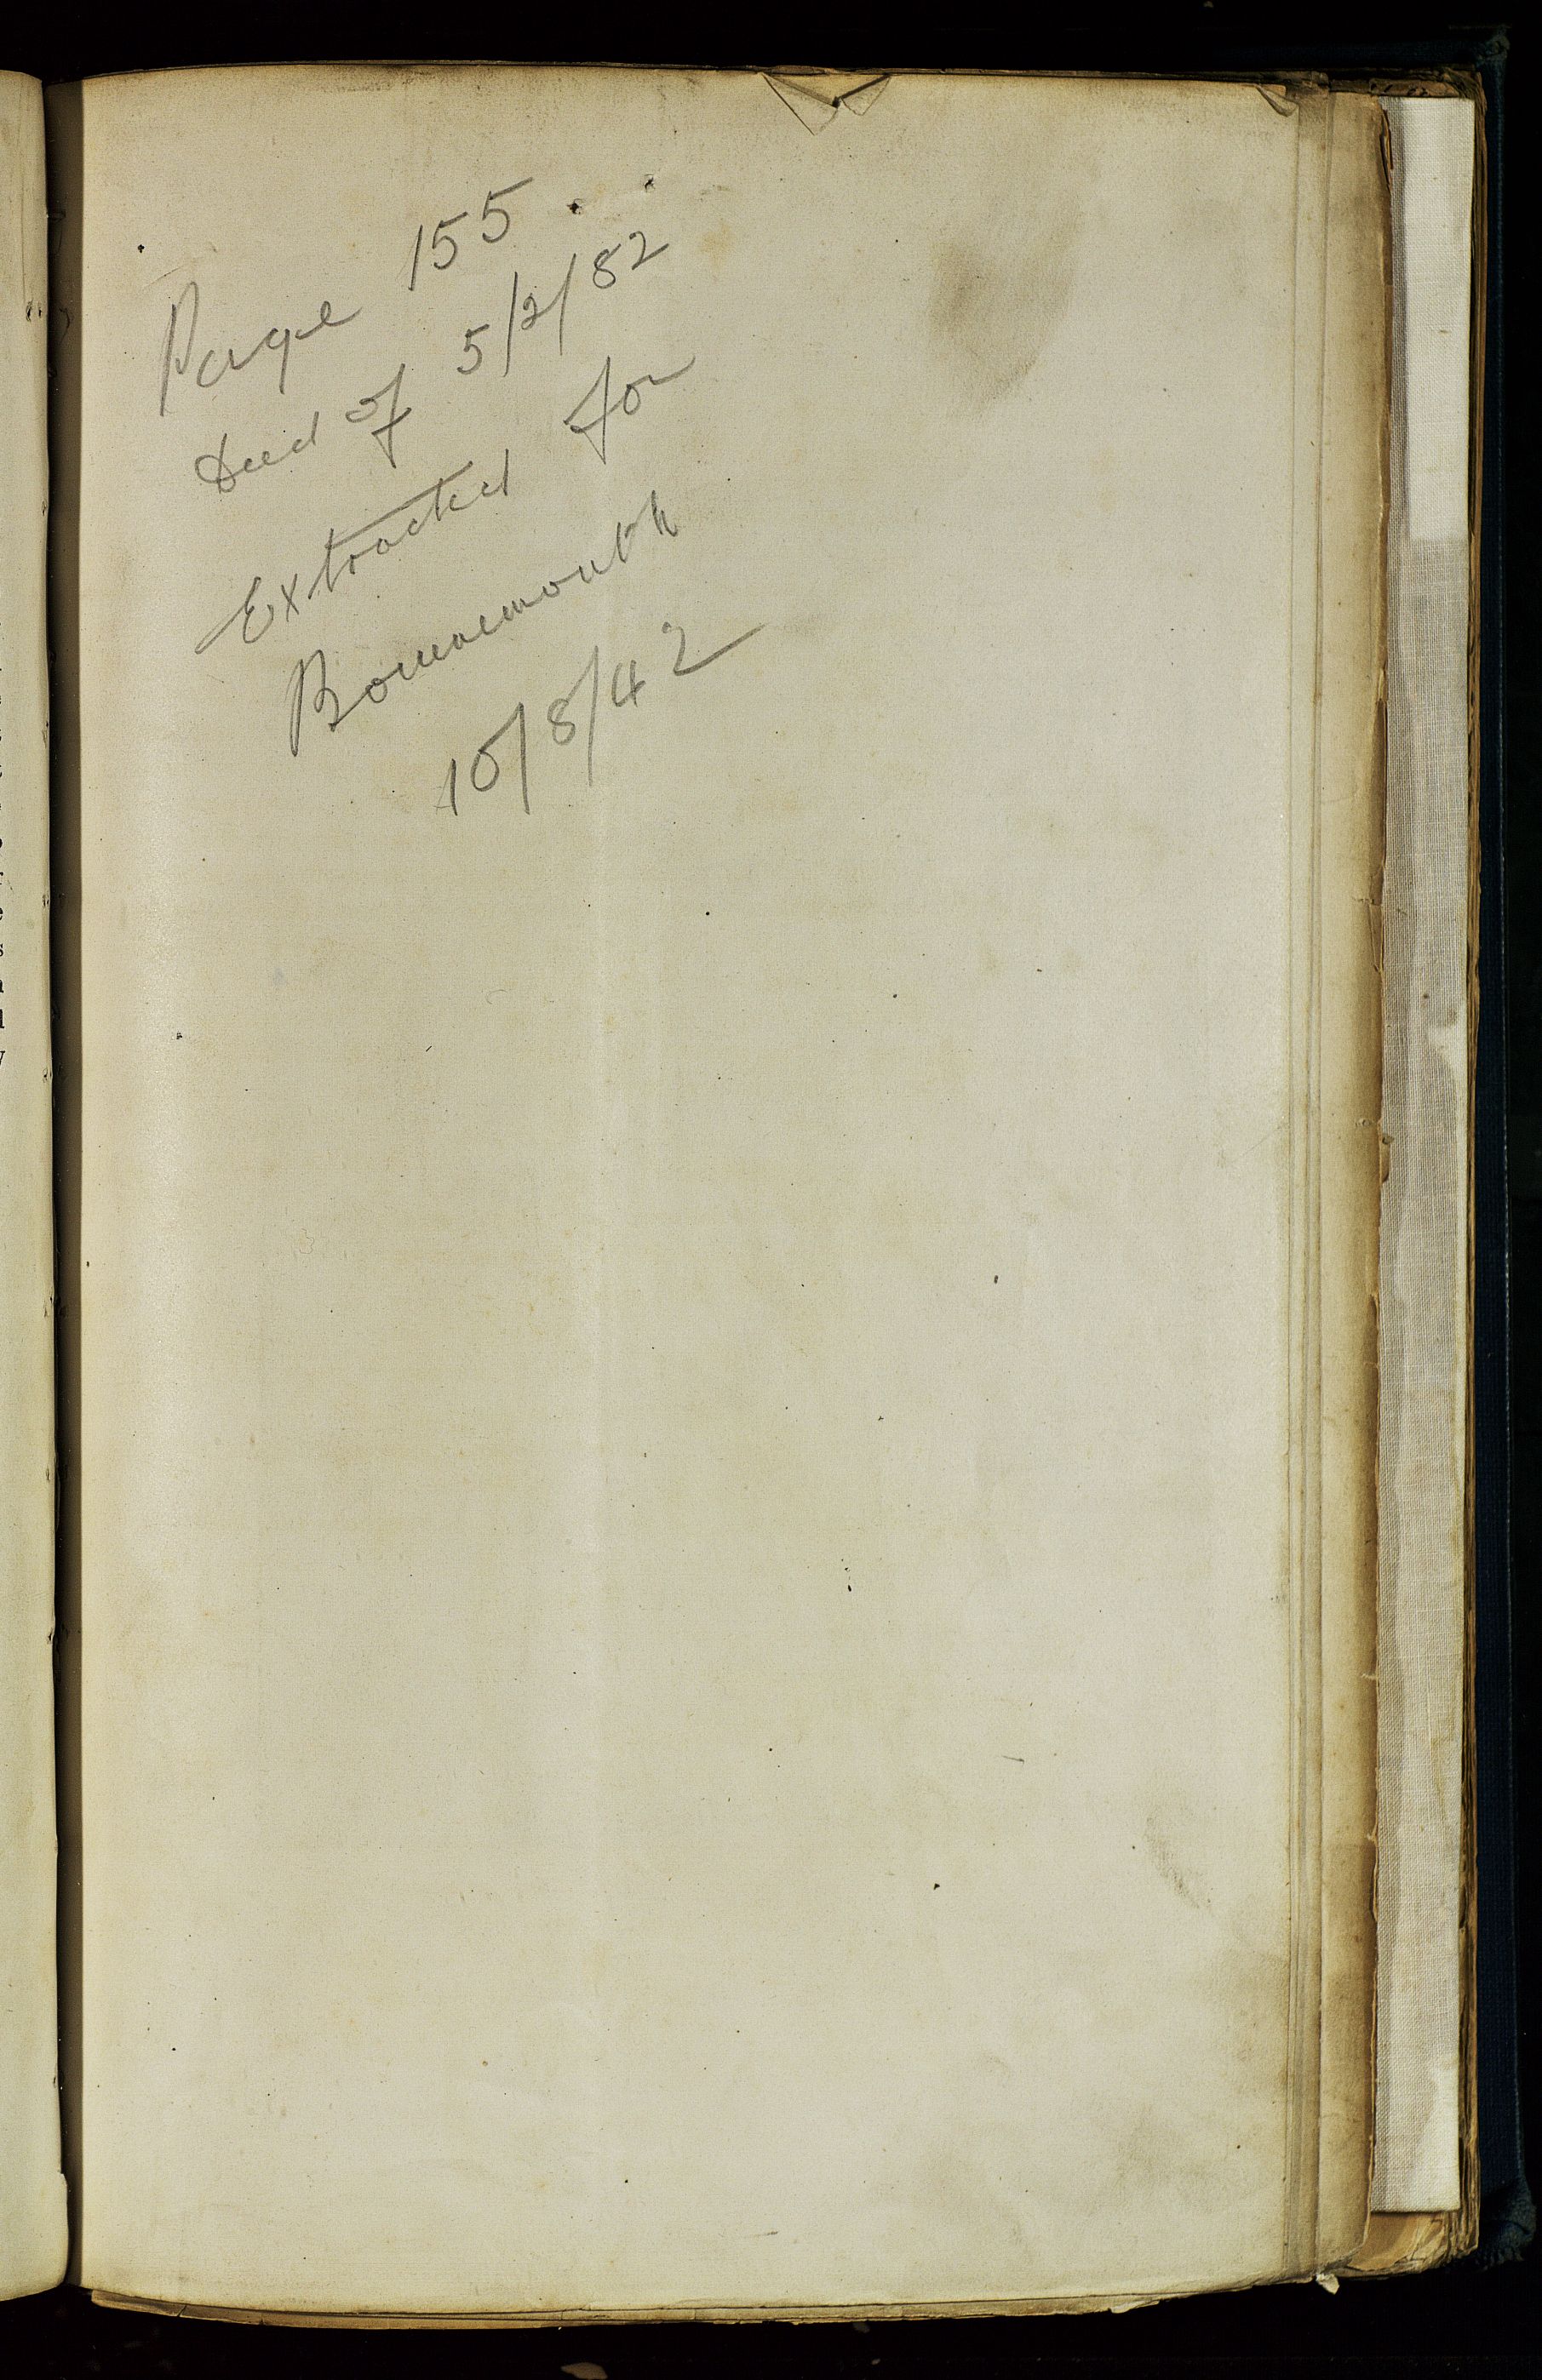 Page 155.
Deed of 5/2/82
Extracted for
Bournemouth
10/8/42